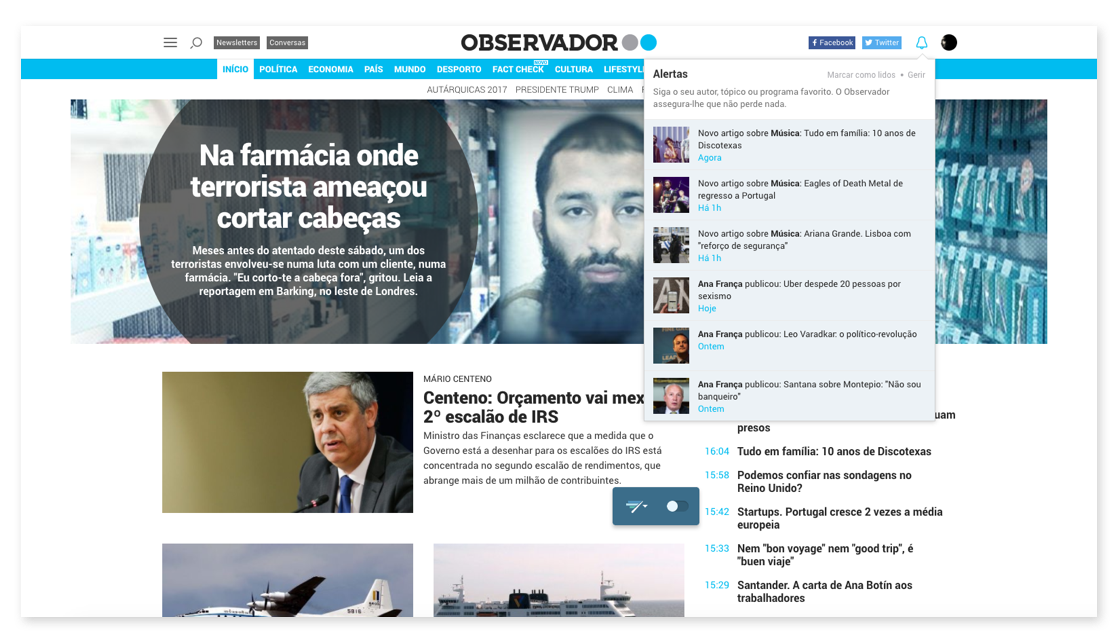 Newsletters
Conversas
OBSERVADOR
Facebook
Twitter
INÍCIO
POLÍTICA
ECONOMIA
PAÍS
MUNDO
DESPORTO
FACT CHECK
NOVO
CULTURA
LIFESTYL
AUTÁRQUICAS 2017
PRESIDENTE TRUMP
CLIMA
Na farmácia onde
terrorista ameaçou
cortar cabeças
Meses antes do atentado deste sábado, um dos
terroristas envolveu-se numa luta com um cliente, numa
farmácia. "Eu corto-te a cabeça fora", gritou. Leia a
reportagem em Barking, no leste de Londres.
Alertas
Marcar como lidos • Gerir
Siga o seu autor, tópico ou programa favorito. O Observador
assegura-lhe que não perde nada.
Novo artigo sobre Música: Tudo em família: 10 anos de
Discotexas
Agora
Novo artigo sobre Música: Eagles of Death Metal de
regresso a Portugal
Há 1h
Novo artigo sobre Música: Ariana Grande. Lisboa com
"reforço de segurança"
Há 1h
Ana França publicou: Uber despede 20 pessoas por
sexismo
Hoje
Ana França publicou: Leo Varadkar: o político-revolução
Ontem
Ana França publicou: Santana sobre Montepio: "Não sou
banqueiro"
Ontem
MÁRIO CENTENO
Centeno: Orçamento vai mex
2º escalão de IRS
Ministro das Finanças esclarece que a medida que o
Governo está a desenhar para os escalões do IRS está
concentrada no segundo escalão de rendimentos, que
abrange mais de um milhão de contribuintes.
uam
presos
16:04 Tudo em família: 10 anos de Discotexas
15:58 Podemos confiar nas sondagens no
Reino Unido?
15:42 Startups. Portugal cresce 2 vezes a média
europeia
15:33 Nem "bon voyage" nem "good trip", é
"buen viaje"
15:29 Santander. A carta de Ana Botín aos
trabalhadores